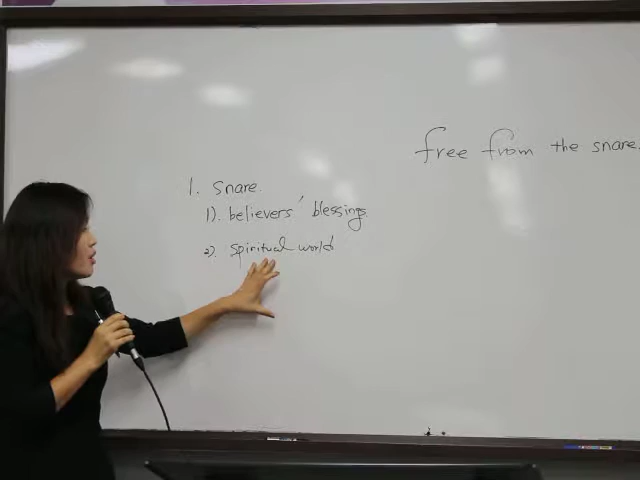 free from the snare.
1. Snare.
1). believers' blessings.
2). spiritual world